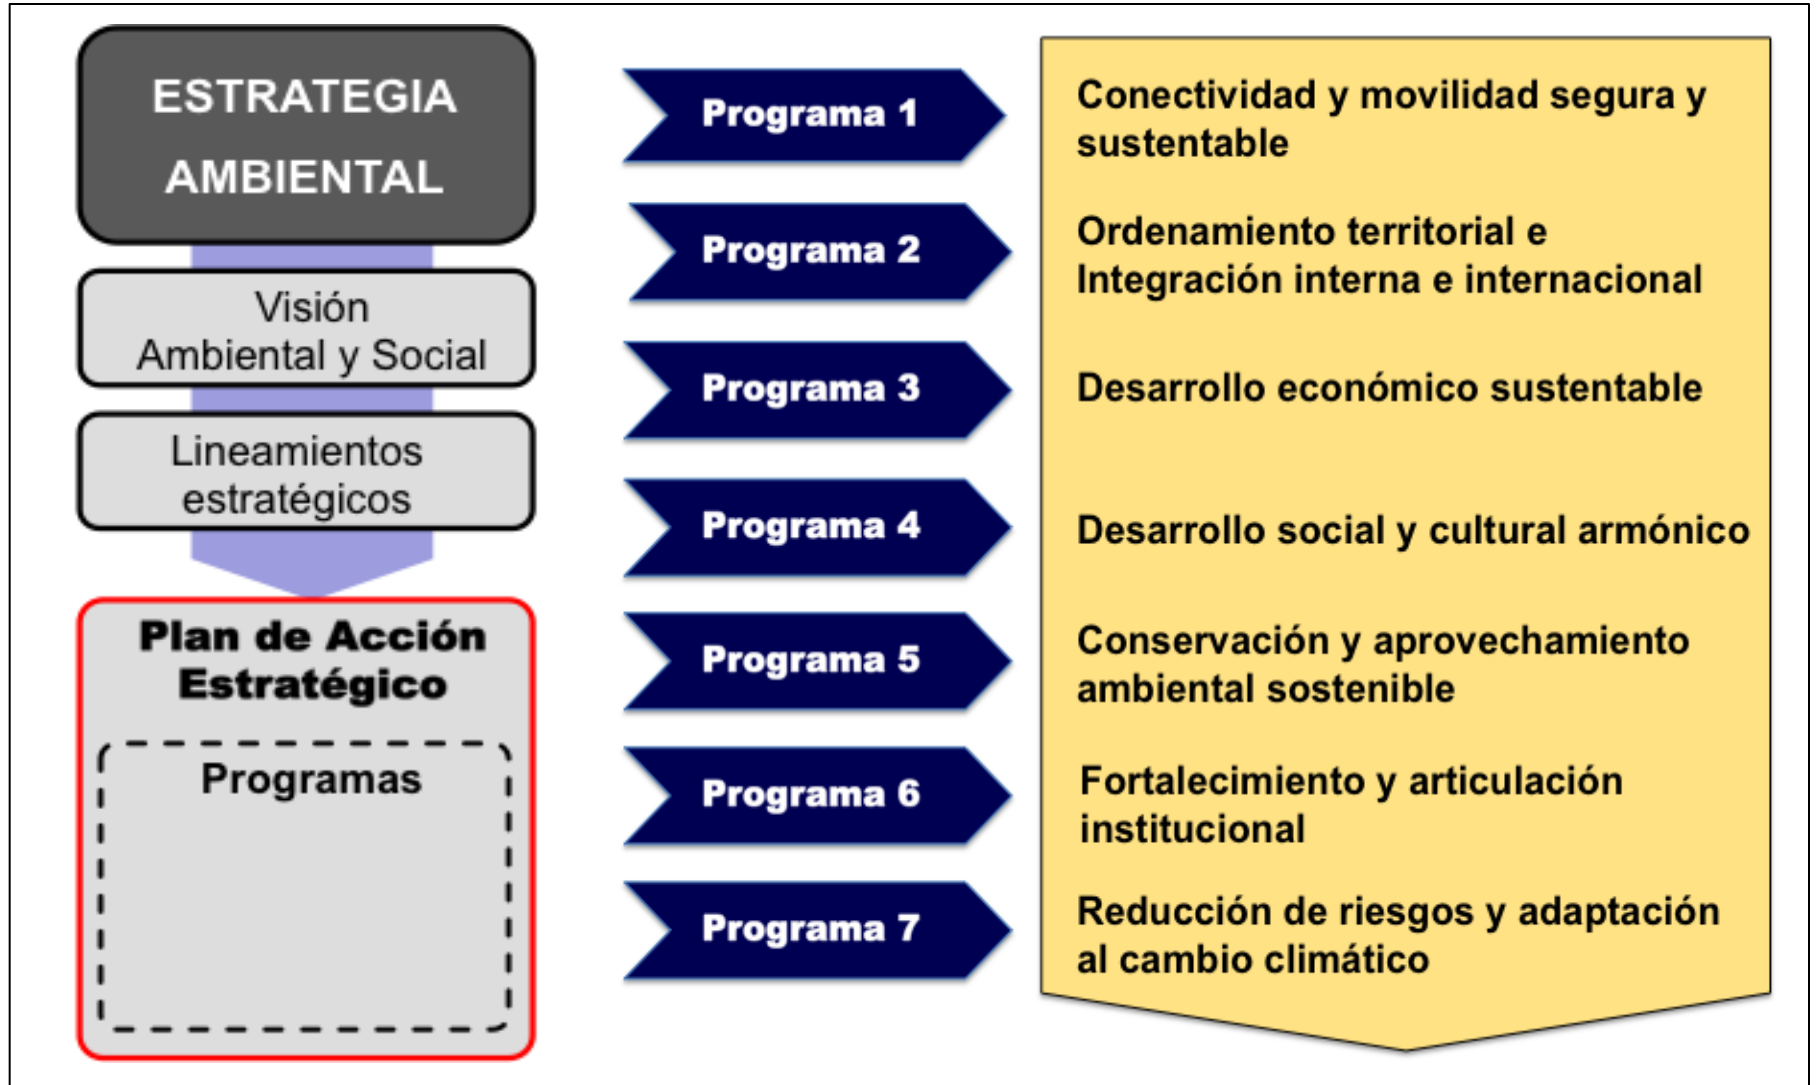 ESTRATEGIA
AMBIENTAL
Visión
Ambiental y Social
Lineamientos
estratégicos
Plan de Acción
Estratégico
Programas
Programa 1
Conectividad y movilidad segura y
sustentable
Programa 2
Ordenamiento territorial e
Integración interna e internacional
Programa 3
Desarrollo económico sustentable
Programa 4
Desarrollo social y cultural armónico
Programa 5
Conservación y aprovechamiento
ambiental sostenible
Programa 6
Fortalecimiento y articulación
institucional
Programa 7
Reducción de riesgos y adaptación
al cambio climático